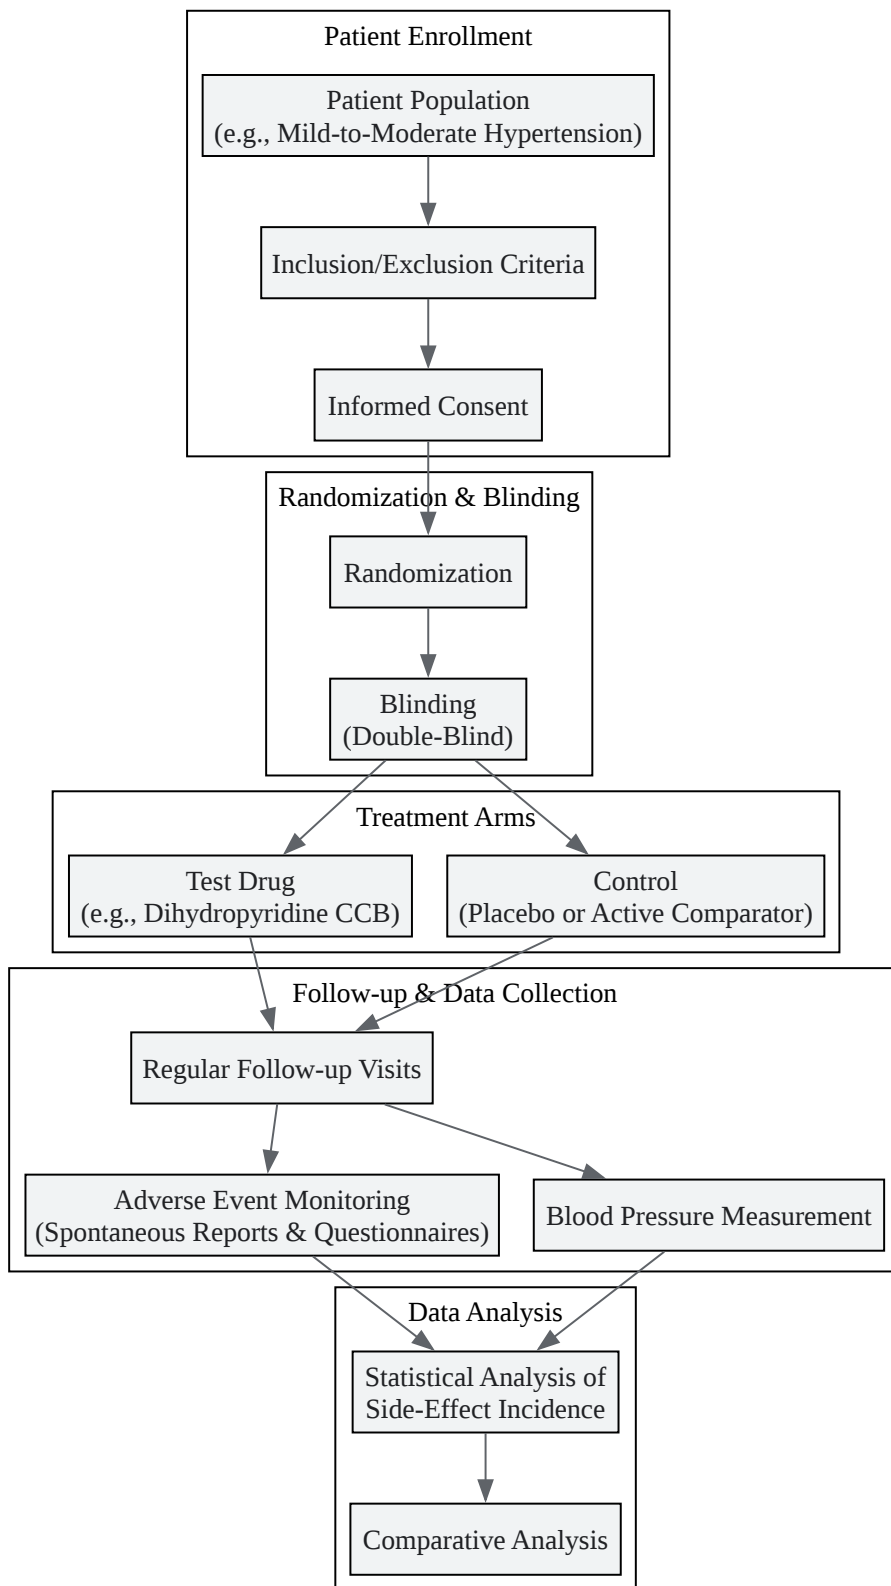 Patient Enrollment
Patient Population
(e.g., Mild-to-Moderate Hypertension)
Inclusion/Exclusion Criteria
Informed Consent
Randomization & Blinding
Randomization
Blinding
(Double-Blind)
Treatment Arms
Test Drug
(e.g., Dihydropyridine CCB)
Control
(Placebo or Active Comparator)
Follow-up & Data Collection
Regular Follow-up Visits
Adverse Event Monitoring
(Spontaneous Reports & Questionnaires)
Blood Pressure Measurement
Data Analysis
Statistical Analysis of
Side-Effect Incidence
Comparative Analysis